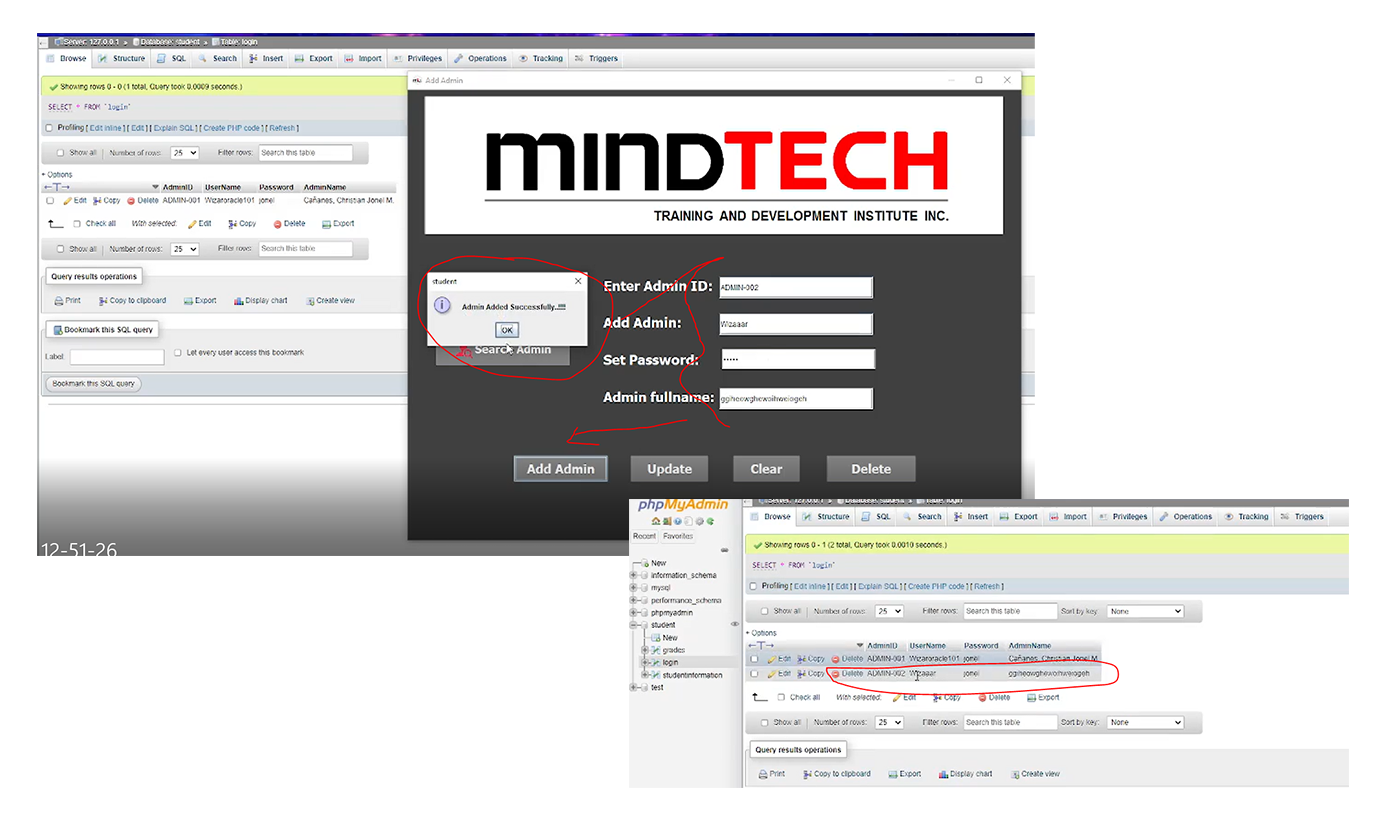 Server: 127.0.0.1 » Database: student » Table: login
Browse Structure SQL Search Insert Export Import Privileges Operations Tracking Triggers
Showing rows 0 - 0 (1 total, Query took 0.0009 seconds.)
SELECT * FROM `login`
Profiling [ Edit inline ] [ Edit ] [ Explain SQL ] [ Create PHP code ] [ Refresh ]
Show all | Number of rows: 25 Filter rows: Search this table
+ Options
←T→ AdminID UserName Password AdminName
Edit Copy Delete ADMIN-001 Wizaroracle101 jonel Cañanes, Christian Jonel M.
Check all With selected: Edit Copy Delete Export
Show all | Number of rows: 25 Filter rows: Search this table
Query results operations
Print Copy to clipboard Export Display chart Create view
Bookmark this SQL query
Label: Let every user access this bookmark
Bookmark this SQL query
12-51-26
Add Admin
MINDTECH
TRAINING AND DEVELOPMENT INSTITUTE INC.
student
Admin Added Successfully..!!!!
OK
Search Admin
Enter Admin ID: ADMIN-002
Add Admin: Wizaaar
Set Password: •••••
Admin fullname: ggiheowghewoihweiogeh
Add Admin Update Clear Delete
phpMyAdmin
Recent Favorites
New
information_schema
mysql
performance_schema
phpmyadmin
student
New
grades
login
studentinformation
test
Server: 127.0.0.1 » Database: student » Table: login
Browse Structure SQL Search Insert Export Import Privileges Operations Tracking Triggers
Showing rows 0 - 1 (2 total, Query took 0.0010 seconds.)
SELECT * FROM `login`
Profiling [ Edit inline ] [ Edit ] [ Explain SQL ] [ Create PHP code ] [ Refresh ]
Show all | Number of rows: 25 Filter rows: Search this table Sort by key: None
+ Options
←T→ AdminID UserName Password AdminName
Edit Copy Delete ADMIN-001 Wizaroracle101 jonel Cañanes, Christian Jonel M.
Edit Copy Delete ADMIN-002 Wizaaar jonel ggiheowghewoihweiogeh
Check all With selected: Edit Copy Delete Export
Show all | Number of rows: 25 Filter rows: Search this table Sort by key: None
Query results operations
Print Copy to clipboard Export Display chart Create view